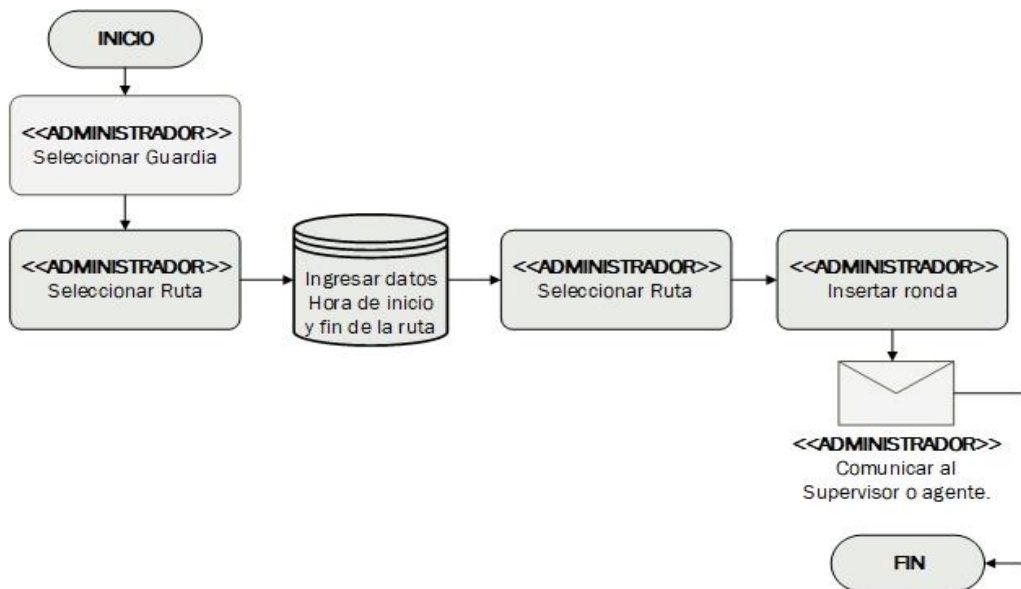 INICIO
<<ADMINISTRADOR>>
Seleccionar Guardia
<<ADMINISTRADOR>>
Seleccionar Ruta
Ingresar datos
Hora de inicio
y fin de la ruta
<<ADMINISTRADOR>>
Seleccionar Ruta
<<ADMINISTRADOR>>
Insertar ronda
<<ADMINISTRADOR>>
Comunicar al
Supervisor o agente.
FIN